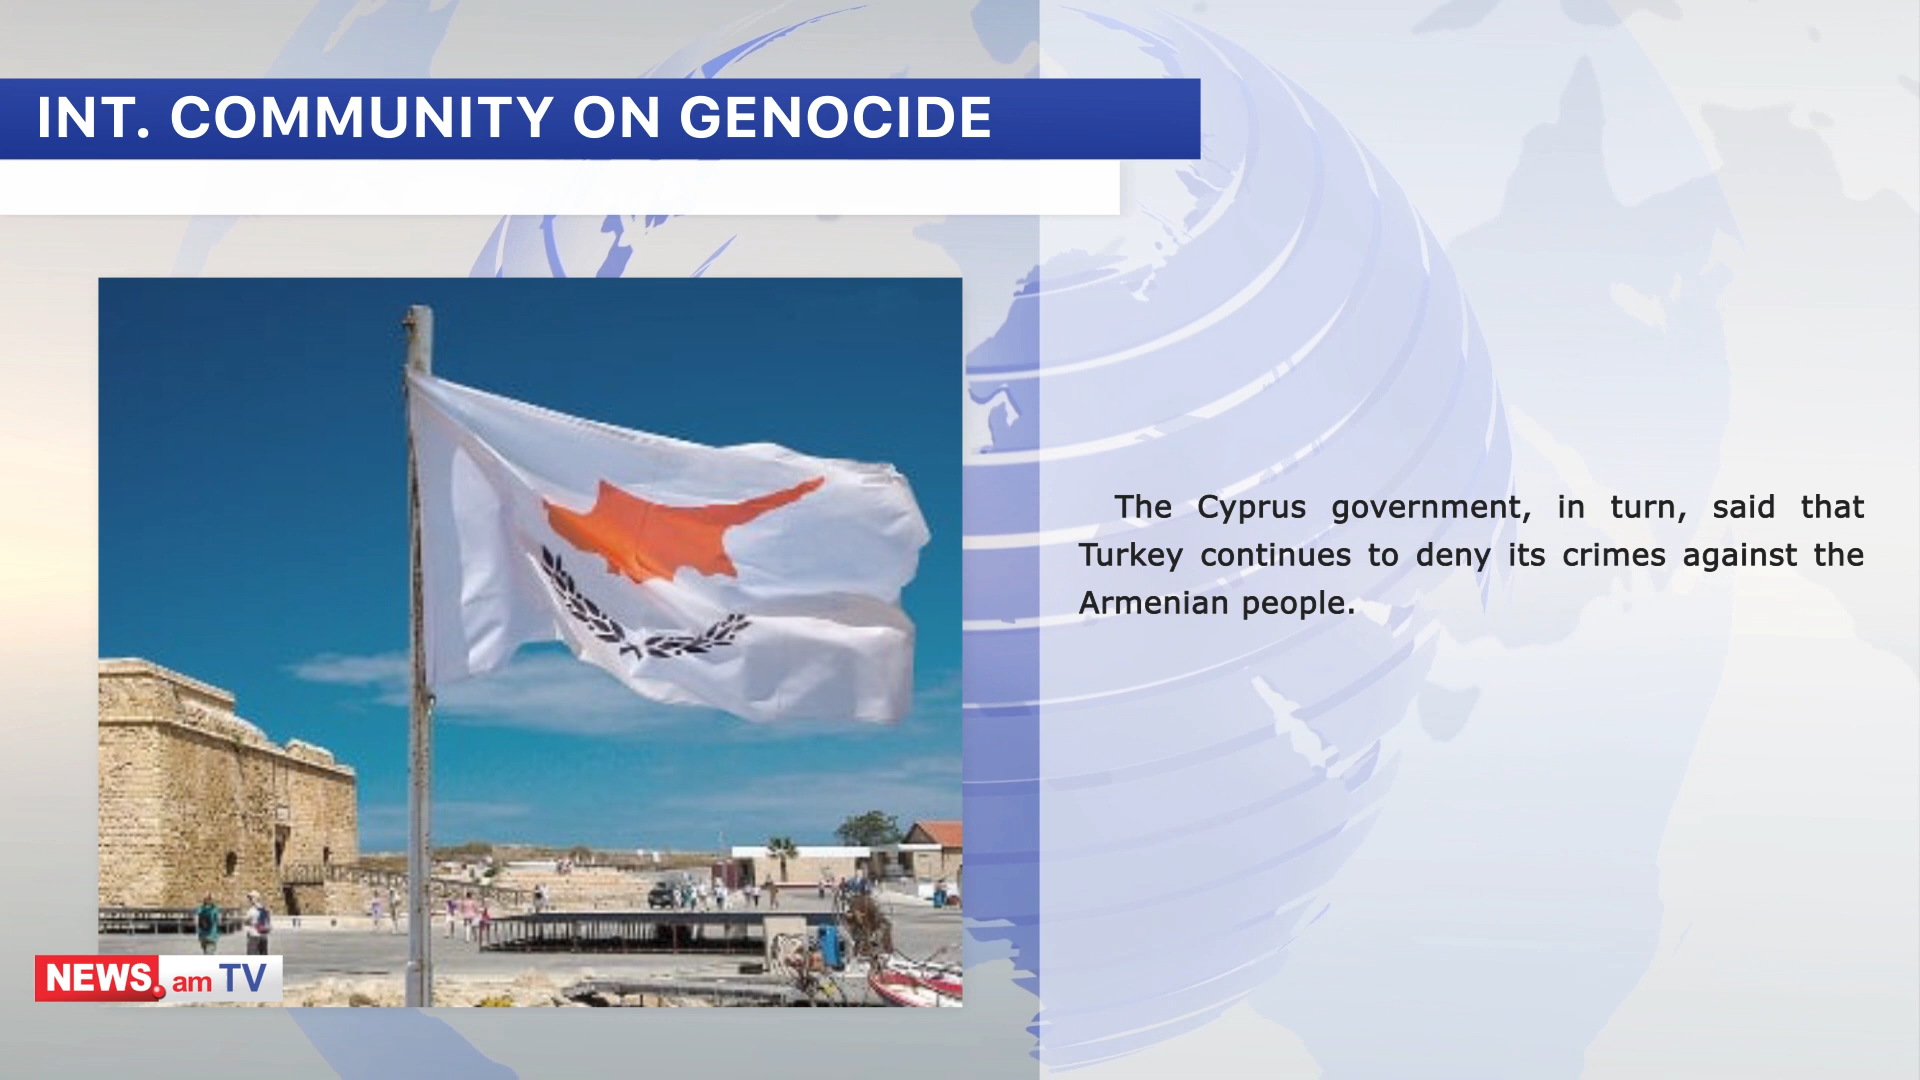 INT. COMMUNITY ON GENOCIDE
The Cyprus government, in turn, said that
Turkey continues to deny its crimes against the
Armenian people.
NEWS.am TV